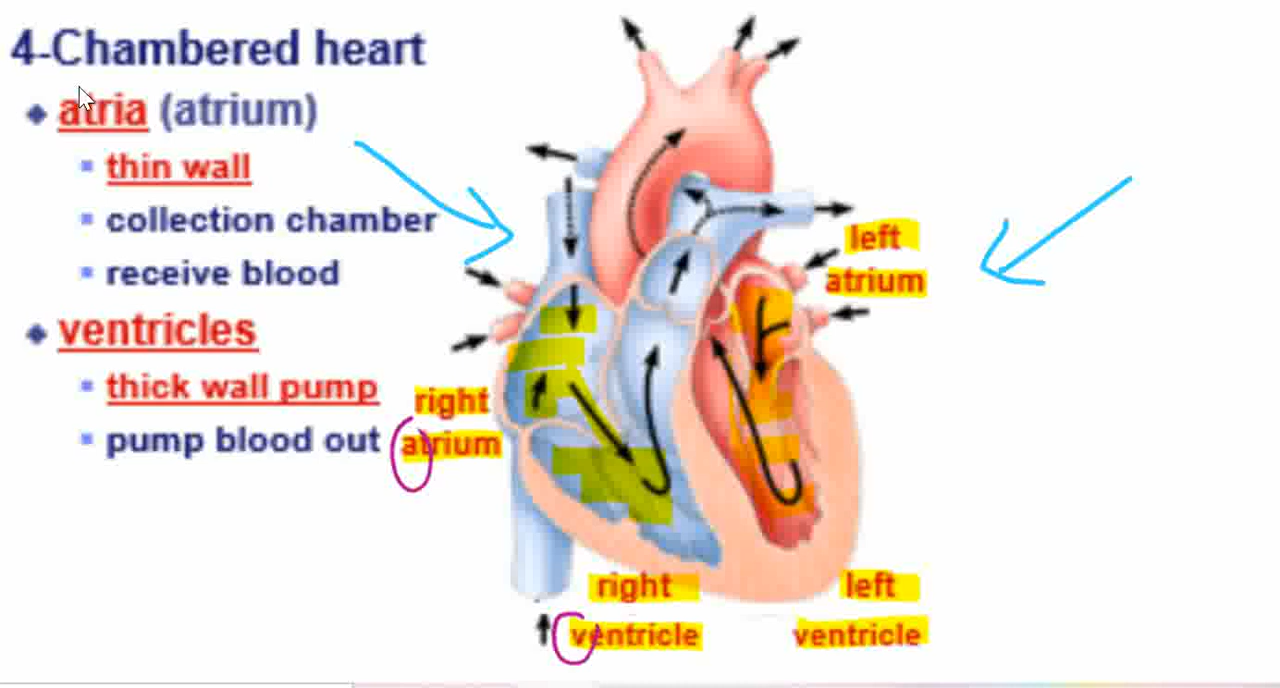 4-Chambered heart
atria (atrium)
thin wall
collection chamber
receive blood
ventricles
thick wall pump
pump blood out
left
atrium
right
atrium
right
ventricle
left
ventricle